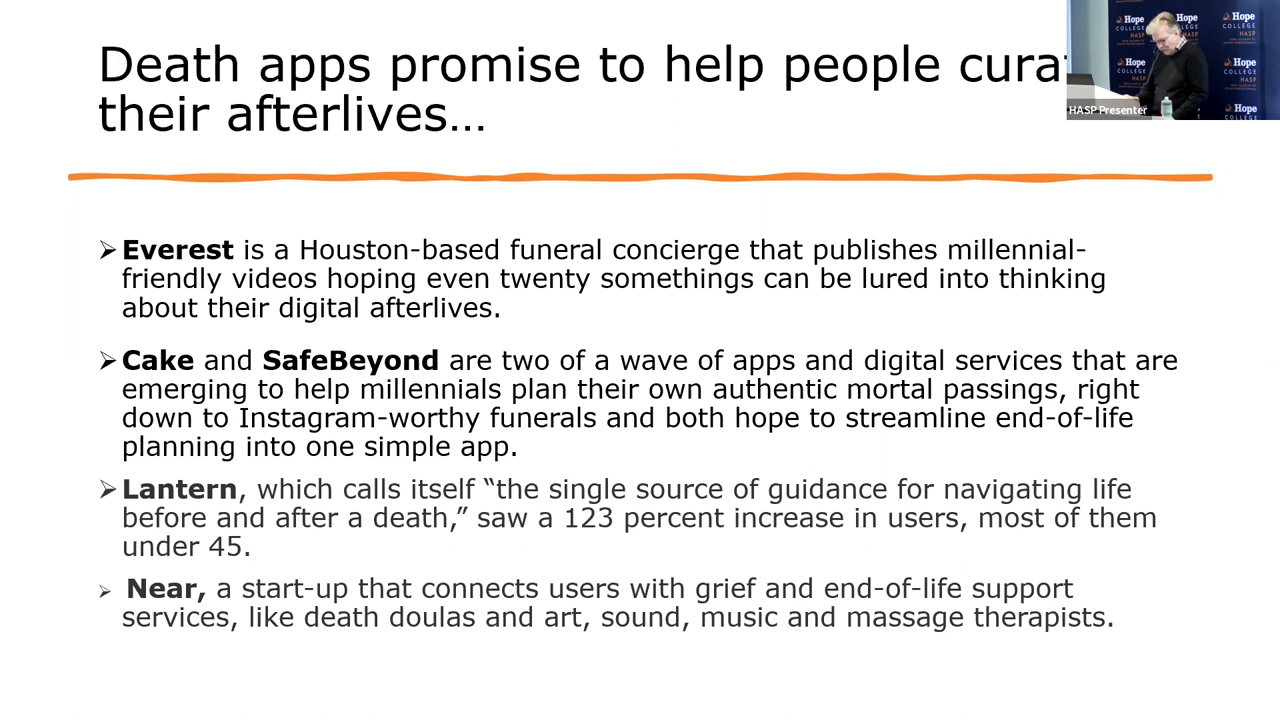 Death apps promise to help people
their afterlives…
Hope
COLLEGE
HASP
HASP Presenter
➢Everest is a Houston-based funeral concierge that publishes millennial-
friendly videos hoping even twenty somethings can be lured into thinking
about their digital afterlives.
➢Cake and SafeBeyond are two of a wave of apps and digital services that are
emerging to help millennials plan their own authentic mortal passings, right
down to Instagram-worthy funerals and both hope to streamline end-of-life
planning into one simple app.
➢Lantern, which calls itself “the single source of guidance for navigating life
before and after a death,” saw a 123 percent increase in users, most of them
under 45.
➢ Near, a start-up that connects users with grief and end-of-life support
services, like death doulas and art, sound, music and massage therapists.